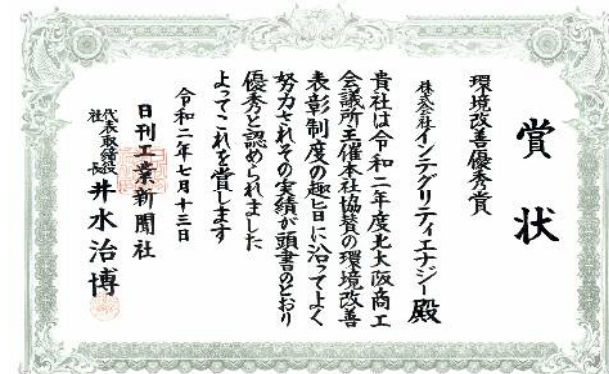 賞状
環境改善優秀賞
株式会社インテグリティエナジー殿
貴社は令和二年度北大阪商工
会議所主催本社協賛の環境改善
表彰制度の趣旨に沿ってよく
努力されその実績が頭書のとおり
優秀と認められました
よってこれを賞します
令和二年七月十三日
日刊工業新聞社
代表取締役社長 井水治博